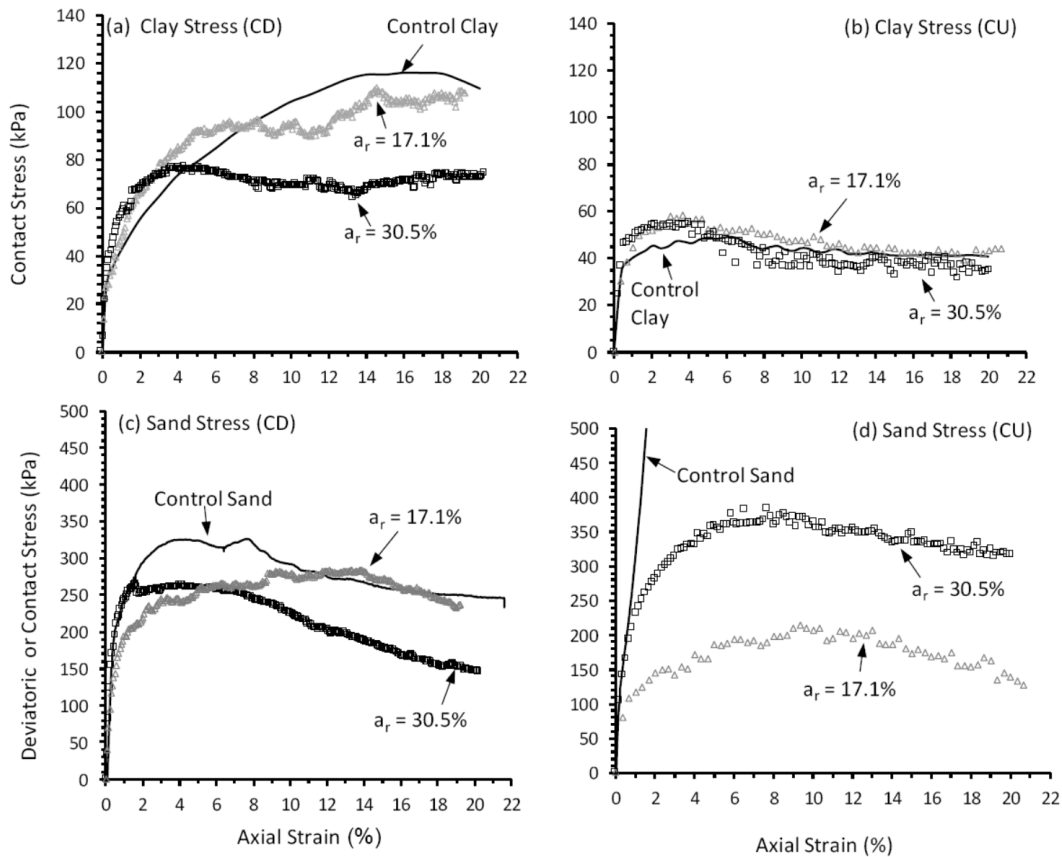 (a) Clay Stress (CD)
Control Clay
a_r = 17.1%
a_r = 30.5%
Contact Stress (kPa)
140
120
100
80
60
40
20
0
0 2 4 6 8 10 12 14 16 18 20 22
(b) Clay Stress (CU)
a_r = 17.1%
Control
Clay
a_r = 30.5%
140
120
100
80
60
40
20
0
0 2 4 6 8 10 12 14 16 18 20 22
(c) Sand Stress (CD)
Control Sand
a_r = 17.1%
a_r = 30.5%
Deviatoric or Contact Stress (kPa)
500
450
400
350
300
250
200
150
100
50
0
0 2 4 6 8 10 12 14 16 18 20 22
Axial Strain (%)
(d) Sand Stress (CU)
Control Sand
a_r = 30.5%
a_r = 17.1%
500
450
400
350
300
250
200
150
100
50
0
0 2 4 6 8 10 12 14 16 18 20 22
Axial Strain (%)